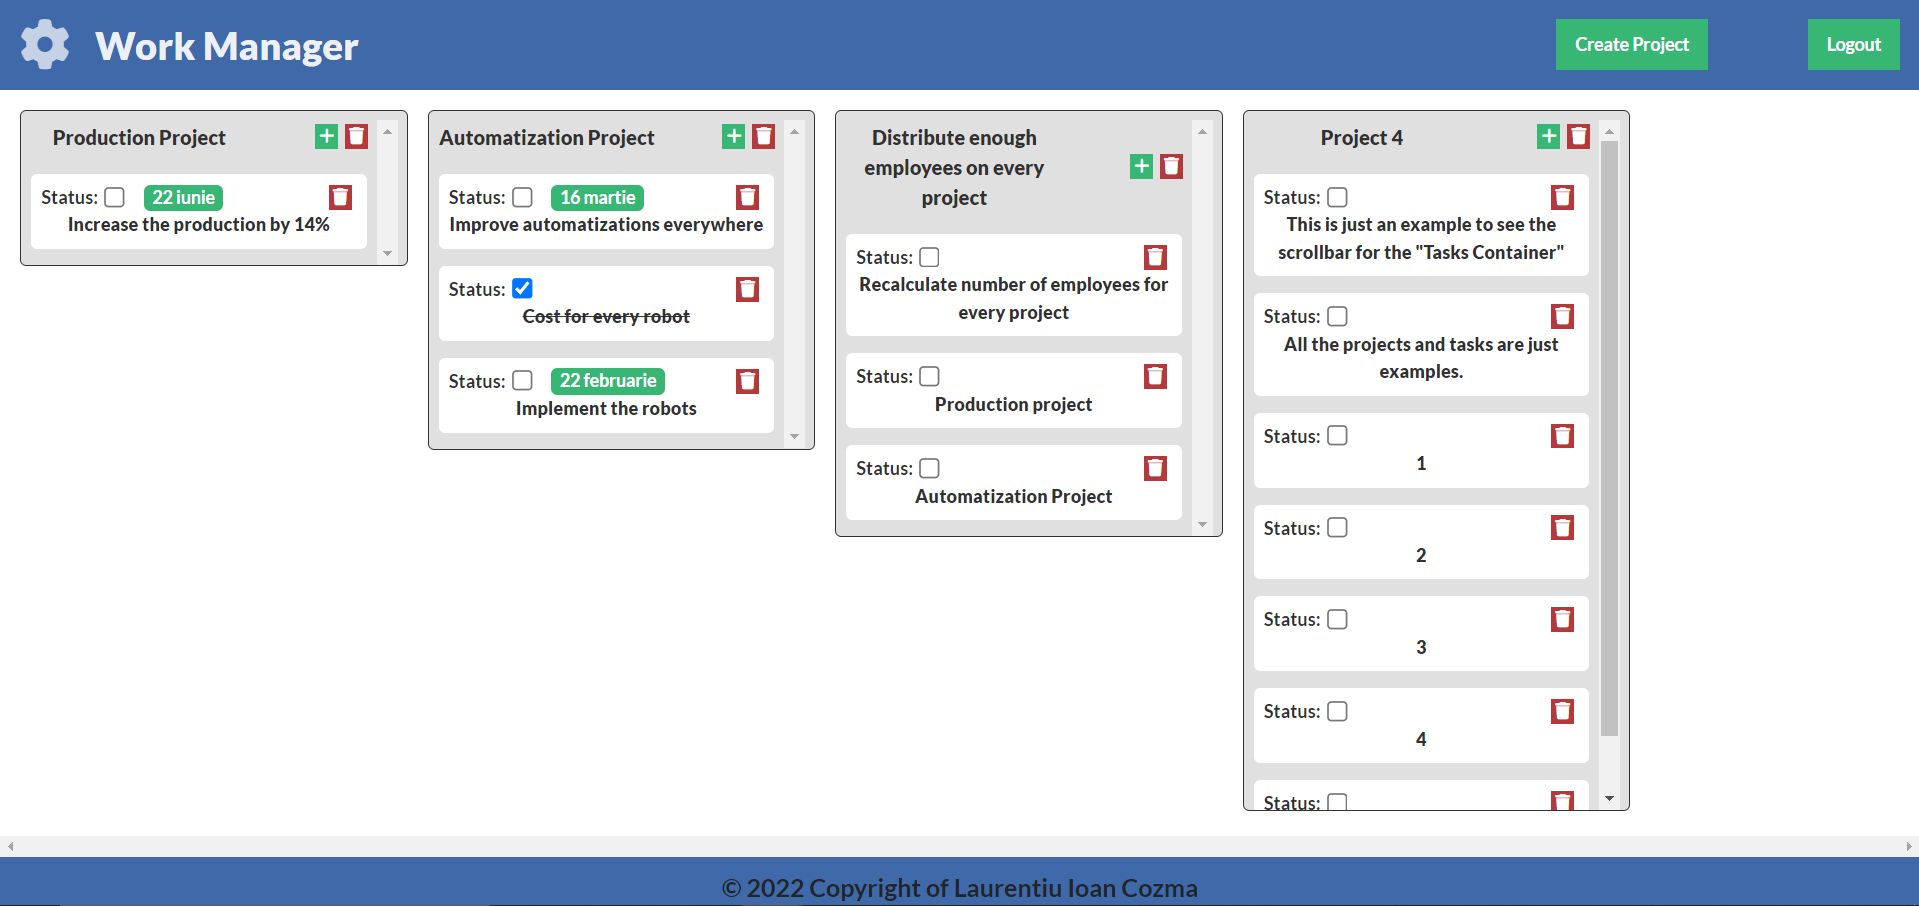 Work Manager
Create Project
Logout
Production Project
Status: 22 iunie
Increase the production by 14%
Automatization Project
Status: 16 martie
Improve automatizations everywhere
Status:
Cost for every robot
Status: 22 februarie
Implement the robots
Distribute enough
employees on every
project
Status:
Recalculate number of employees for
every project
Status:
Production project
Status:
Automatization Project
Project 4
Status:
This is just an example to see the
scrollbar for the "Tasks Container"
Status:
All the projects and tasks are just
examples.
Status:
1
Status:
2
Status:
3
Status:
4
Status:
© 2022 Copyright of Laurentiu Ioan Cozma